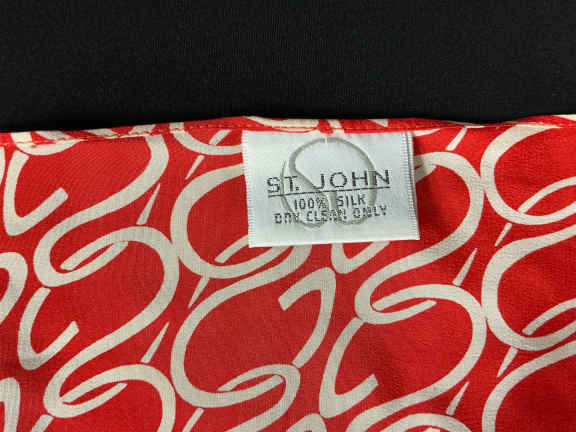 ST. JOHN
100% SILK
DRY CLEAN ONLY